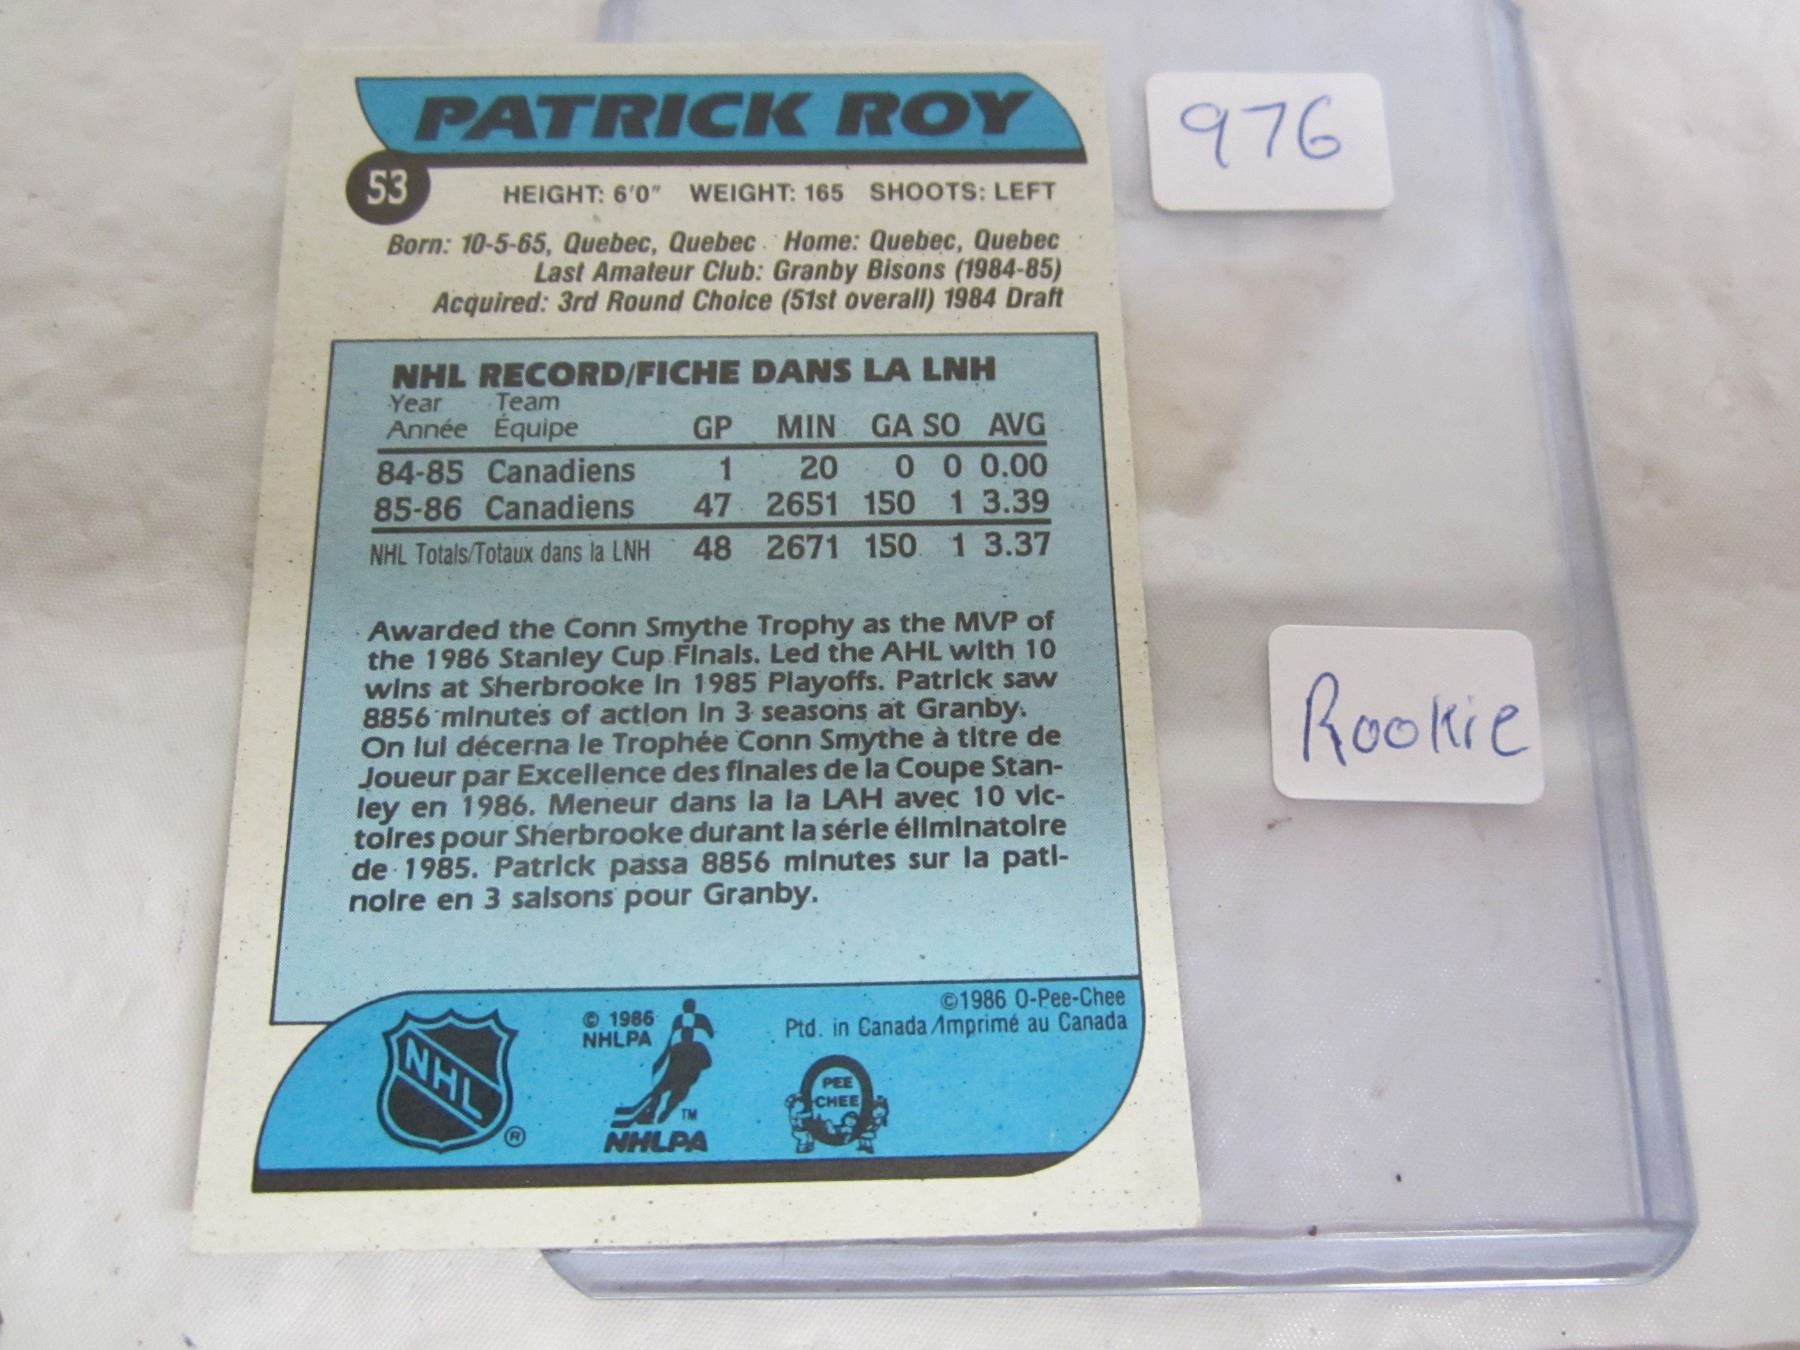 PATRICK ROY
53
HEIGHT: 6'0" WEIGHT: 165 SHOOTS: LEFT
Born: 10-5-65, Quebec, Quebec Home: Quebec, Quebec
Last Amateur Club: Granby Bisons (1984-85)
Acquired: 3rd Round Choice (51st overall) 1984 Draft
NHL RECORD/FICHE DANS LA LNH
Year Team
Année Équipe GP MIN GA SO AVG
84-85 Canadiens 1 20 0 0 0.00
85-86 Canadiens 47 2651 150 1 3.39
NHL Totals/Totaux dans la LNH 48 2671 150 1 3.37
Awarded the Conn Smythe Trophy as the MVP of
the 1986 Stanley Cup Finals. Led the AHL with 10
wins at Sherbrooke in 1985 Playoffs. Patrick saw
8856 minutes of action in 3 seasons at Granby.
On lui décerna le Trophée Conn Smythe à titre de
Joueur par Excellence des finales de la Coupe Stan-
ley en 1986. Meneur dans la la LAH avec 10 vic-
toires pour Sherbrooke durant la série éliminatoire
de 1985. Patrick passa 8856 minutes sur la pati-
noire en 3 saisons pour Granby.
©1986 O-Pee-Chee
Ptd. in Canada/Imprimé au Canada
© 1986
NHLPA
NHL
®
TM
NHLPA
PEE
CHEE
976
Rookie